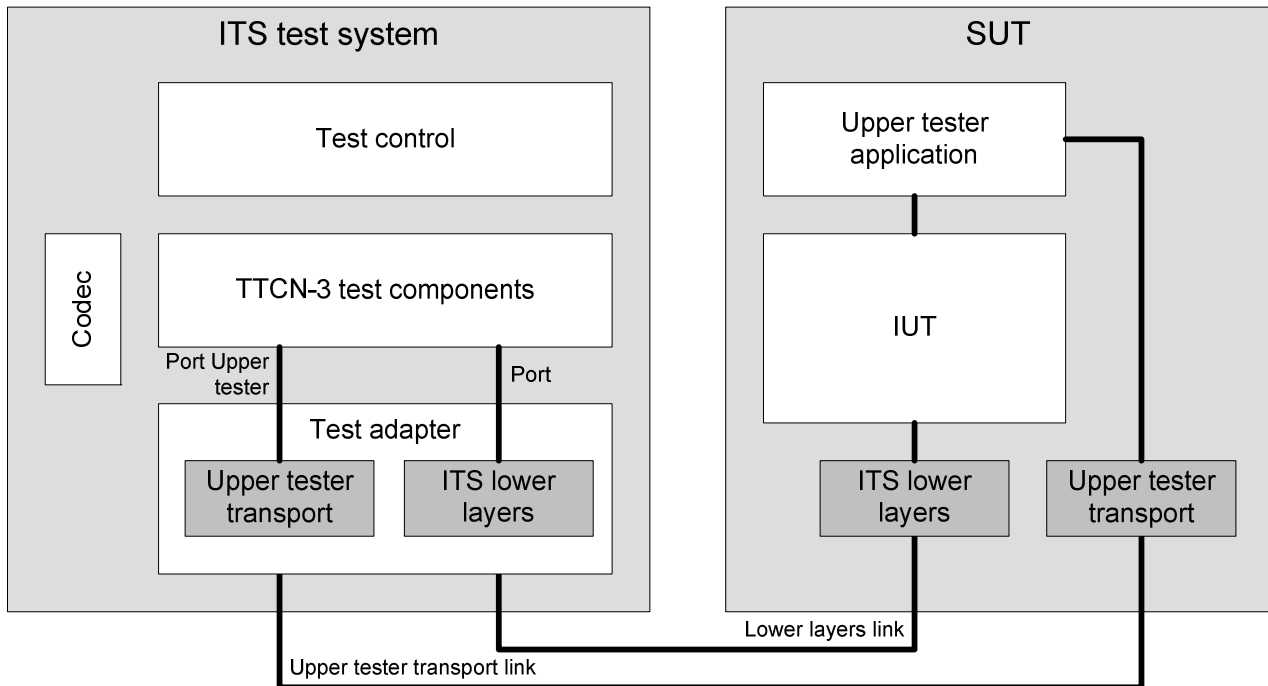 ITS test system
Test control
Codec
TTCN-3 test components
Port Upper
tester
Port
Test adapter
Upper tester
transport
ITS lower
layers
SUT
Upper tester
application
IUT
ITS lower
layers
Upper tester
transport
Lower layers link
Upper tester transport link